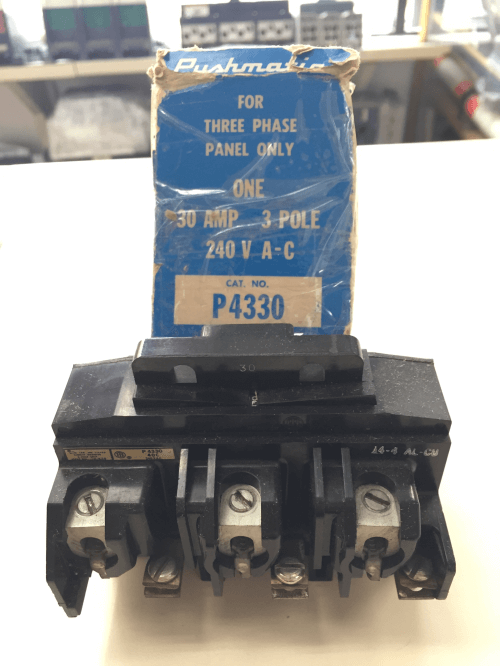 Pushmatic
FOR
THREE PHASE
PANEL ONLY
ONE
30 AMP 3 POLE
240 V A-C
CAT. NO.
P4330
30
P4330
14-4 AL-CU